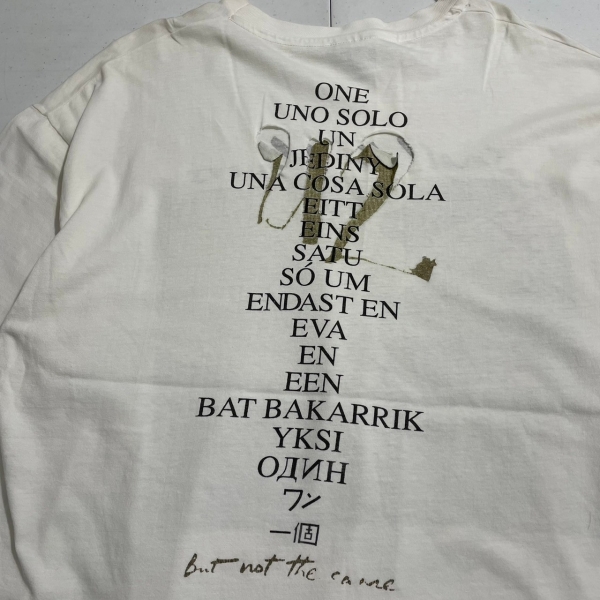 ONE
UNO SOLO
UN
U2
JEDINY
UNA COSA SOLA
EITT
EINS
SATU
SÓ UM
ENDAST EN
EVA
EN
EEN
BAT BAKARRIK
YKSI
ОДИН
ワン
一個
But not the same